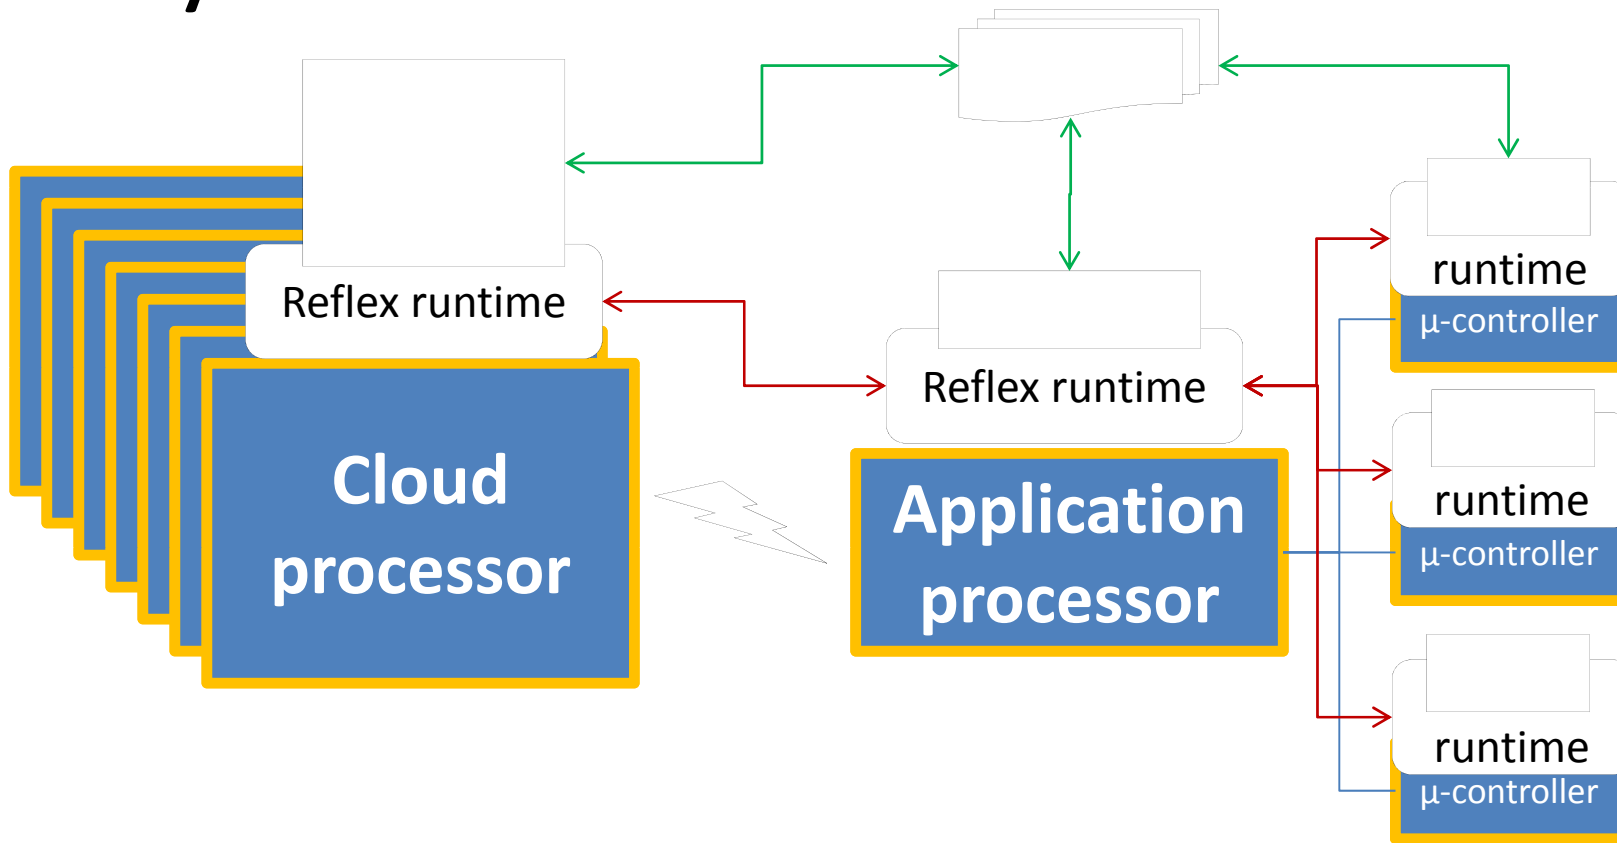 Reflex runtime
Cloud
processor
Reflex runtime
Application
processor
runtime
µ-controller
runtime
µ-controller
runtime
µ-controller